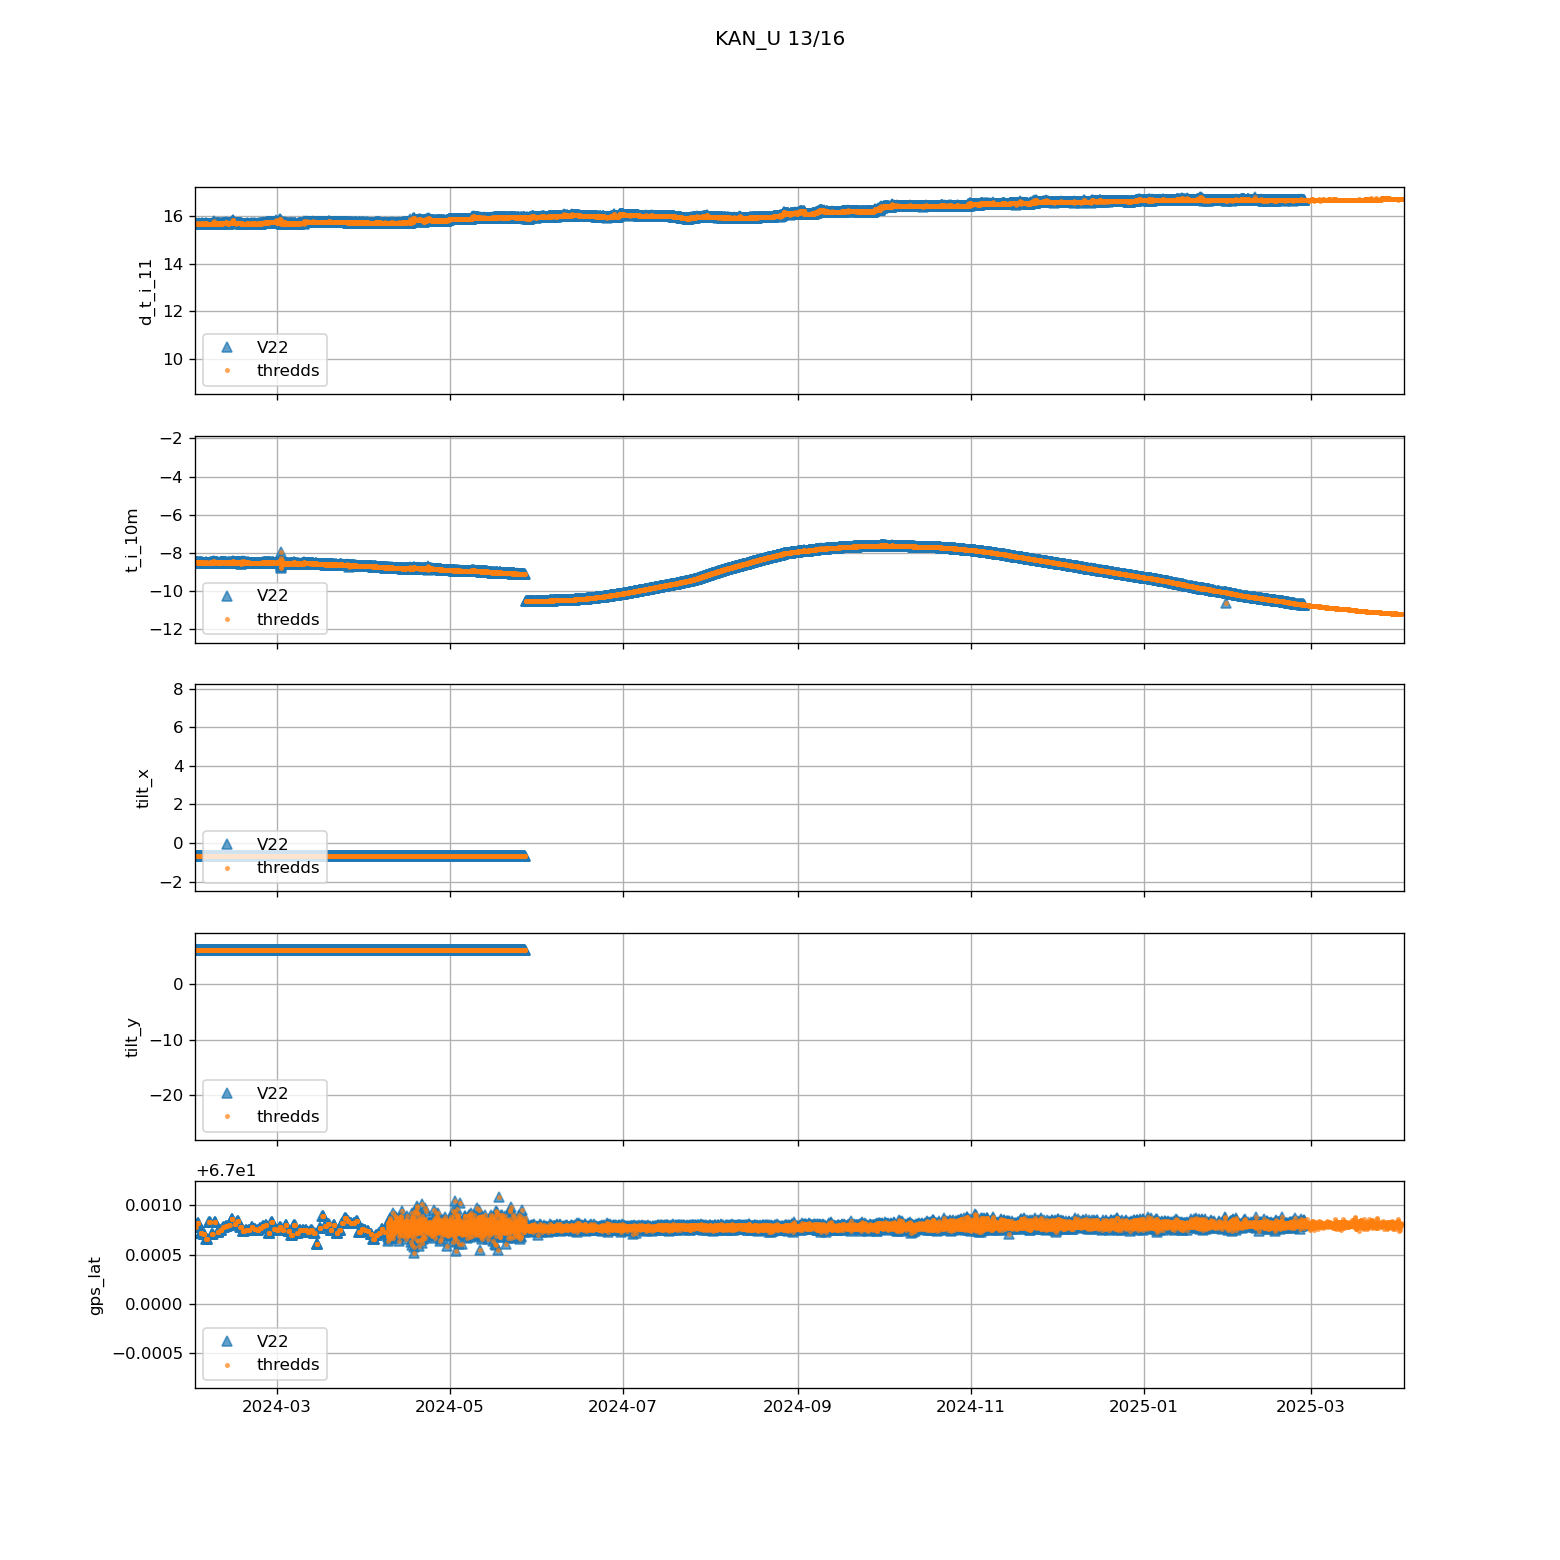 KAN_U 13/16
d_t_i_11
16
14
12
10
V22
thredds
t_i_10m
−2
−4
−6
−8
−10
−12
V22
thredds
tilt_x
8
6
4
2
0
−2
V22
thredds
tilt_y
0
−10
−20
V22
thredds
+6.7e1
gps_lat
0.0010
0.0005
0.0000
−0.0005
V22
thredds
2024-03 2024-05 2024-07 2024-09 2024-11 2025-01 2025-03